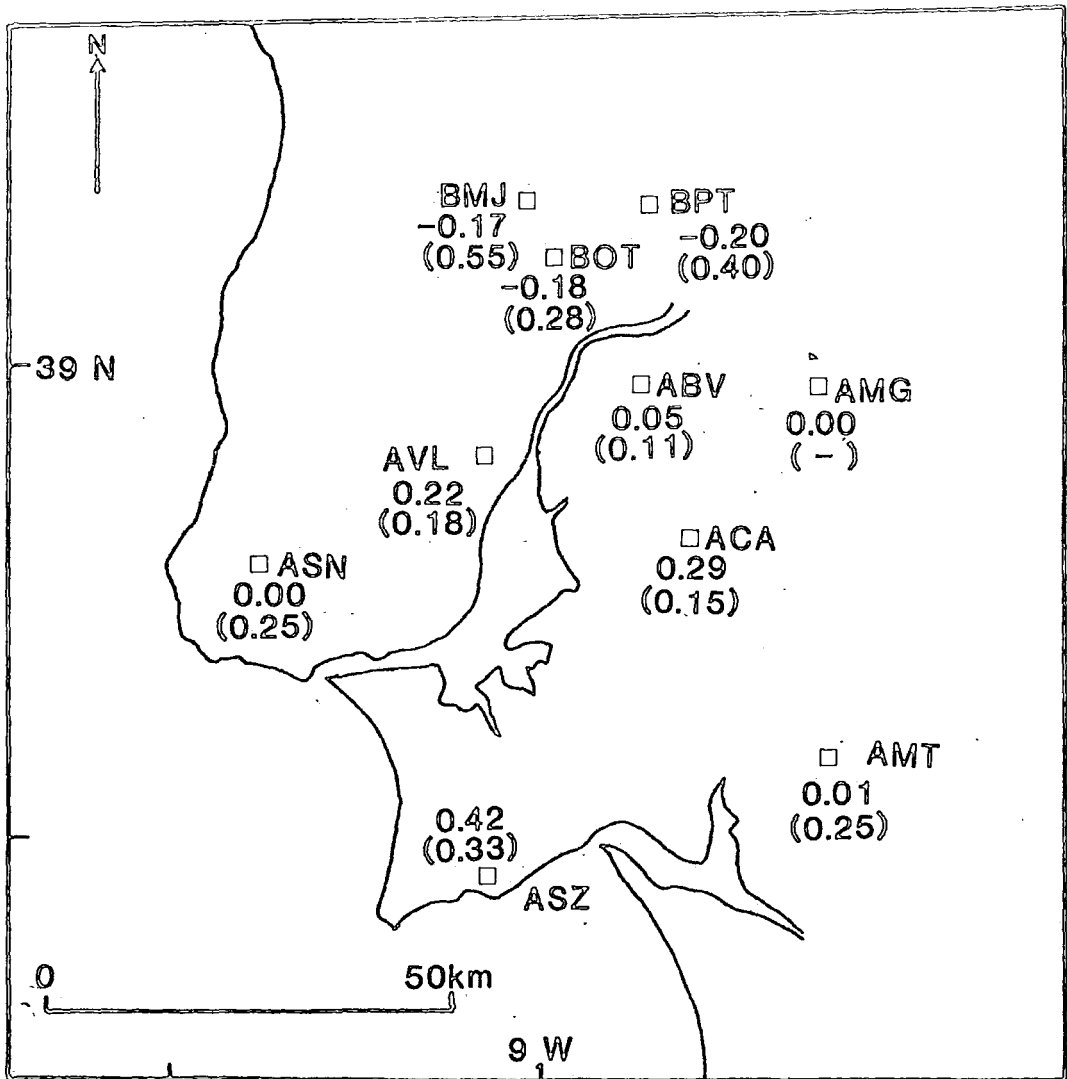 N
BMJ
-0.17
(0.55)
BPT
-0.20
(0.40)
BOT
-0.18
(0.28)
39 N
ABV
0.05
(0.11)
AMG
0.00
(-)
AVL
0.22
(0.18)
ACA
0.29
(0.15)
ASN
0.00
(0.25)
AMT
0.01
(0.25)
0.42
(0.33)
ASZ
0 50km
9 W